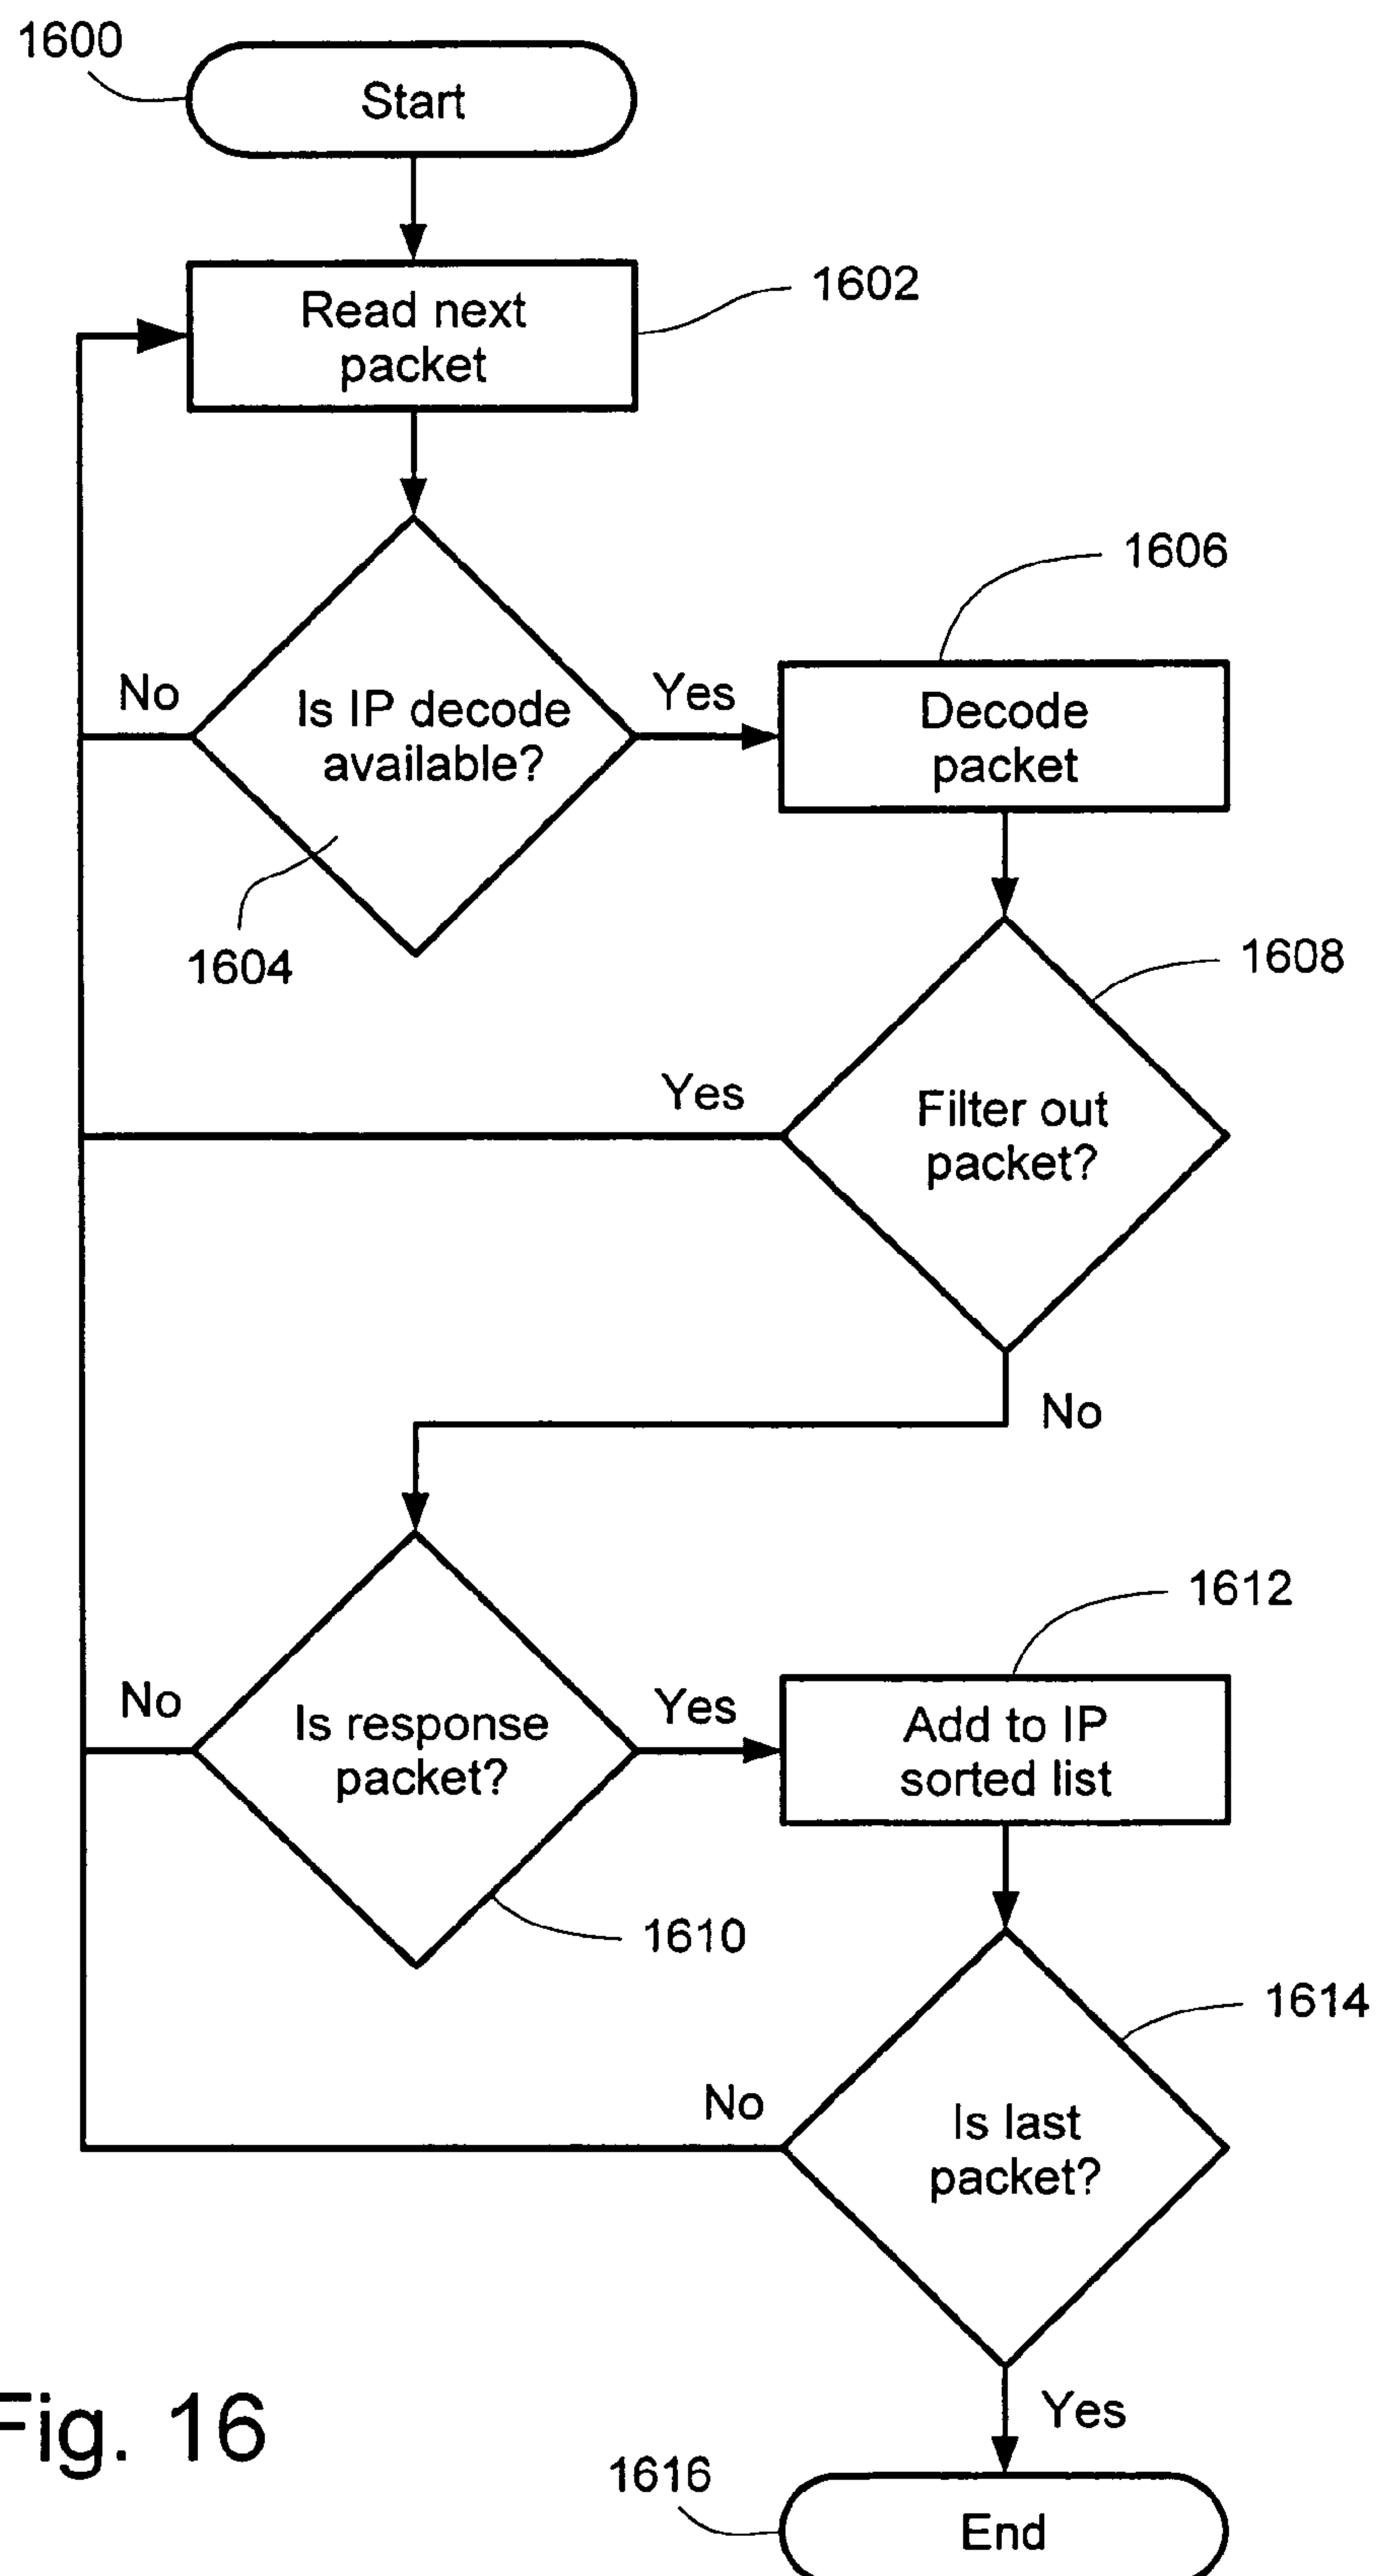 1600
Start
Read next
packet
1602
1606
No
Is IP decode
available?
Yes
Decode
packet
1604
1608
Yes
Filter out
packet?
No
1612
No
Is response
packet?
Yes
Add to IP
sorted list
1610
1614
No
Is last
packet?
Yes
Fig. 16
1616
End